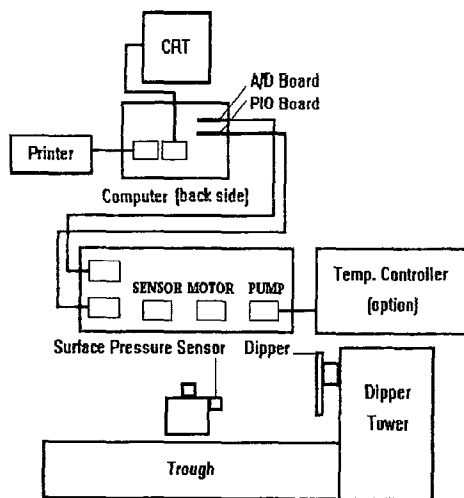 CRT
A/D Board
PIO Board
Printer
Computer (back side)
SENSOR MOTOR PUMP
Temp. Controller
(option)
Surface Pressure Sensor
Dipper
Dipper
Tower
Trough